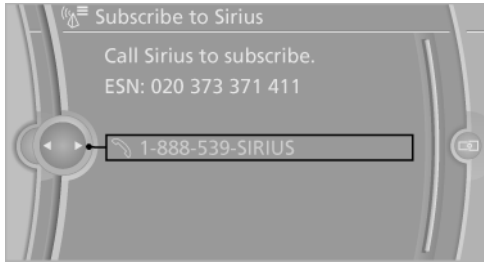 Subscribe to Sirius
Call Sirius to subscribe.
ESN: 020 373 371 411
1-888-539-SIRIUS